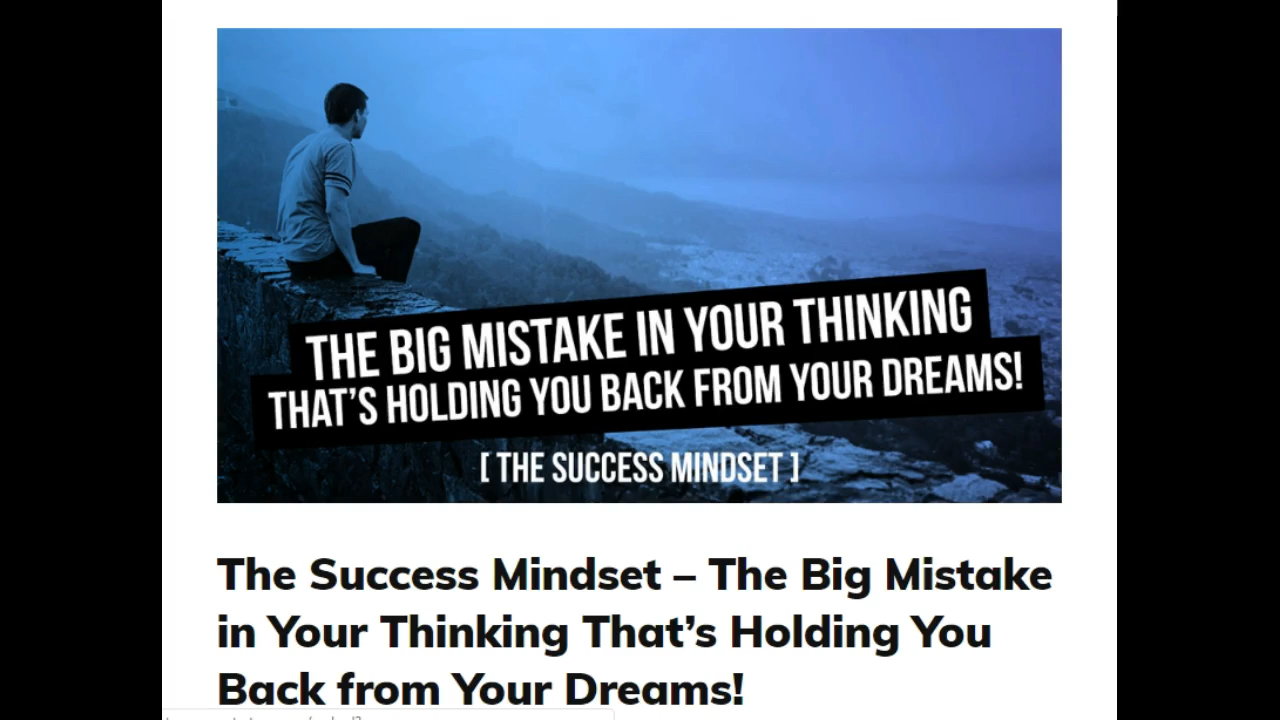 THE BIG MISTAKE IN YOUR THINKING
THAT'S HOLDING YOU BACK FROM YOUR DREAMS!
[ THE SUCCESS MINDSET ]
The Success Mindset – The Big Mistake
in Your Thinking That’s Holding You
Back from Your Dreams!